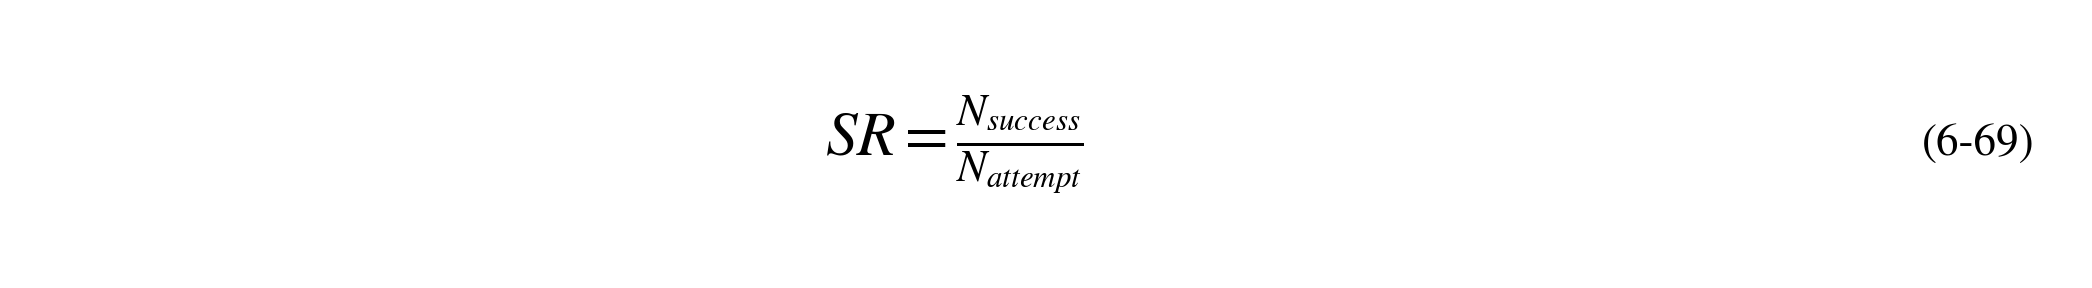 SR = N_success / N_attempt (6-69)